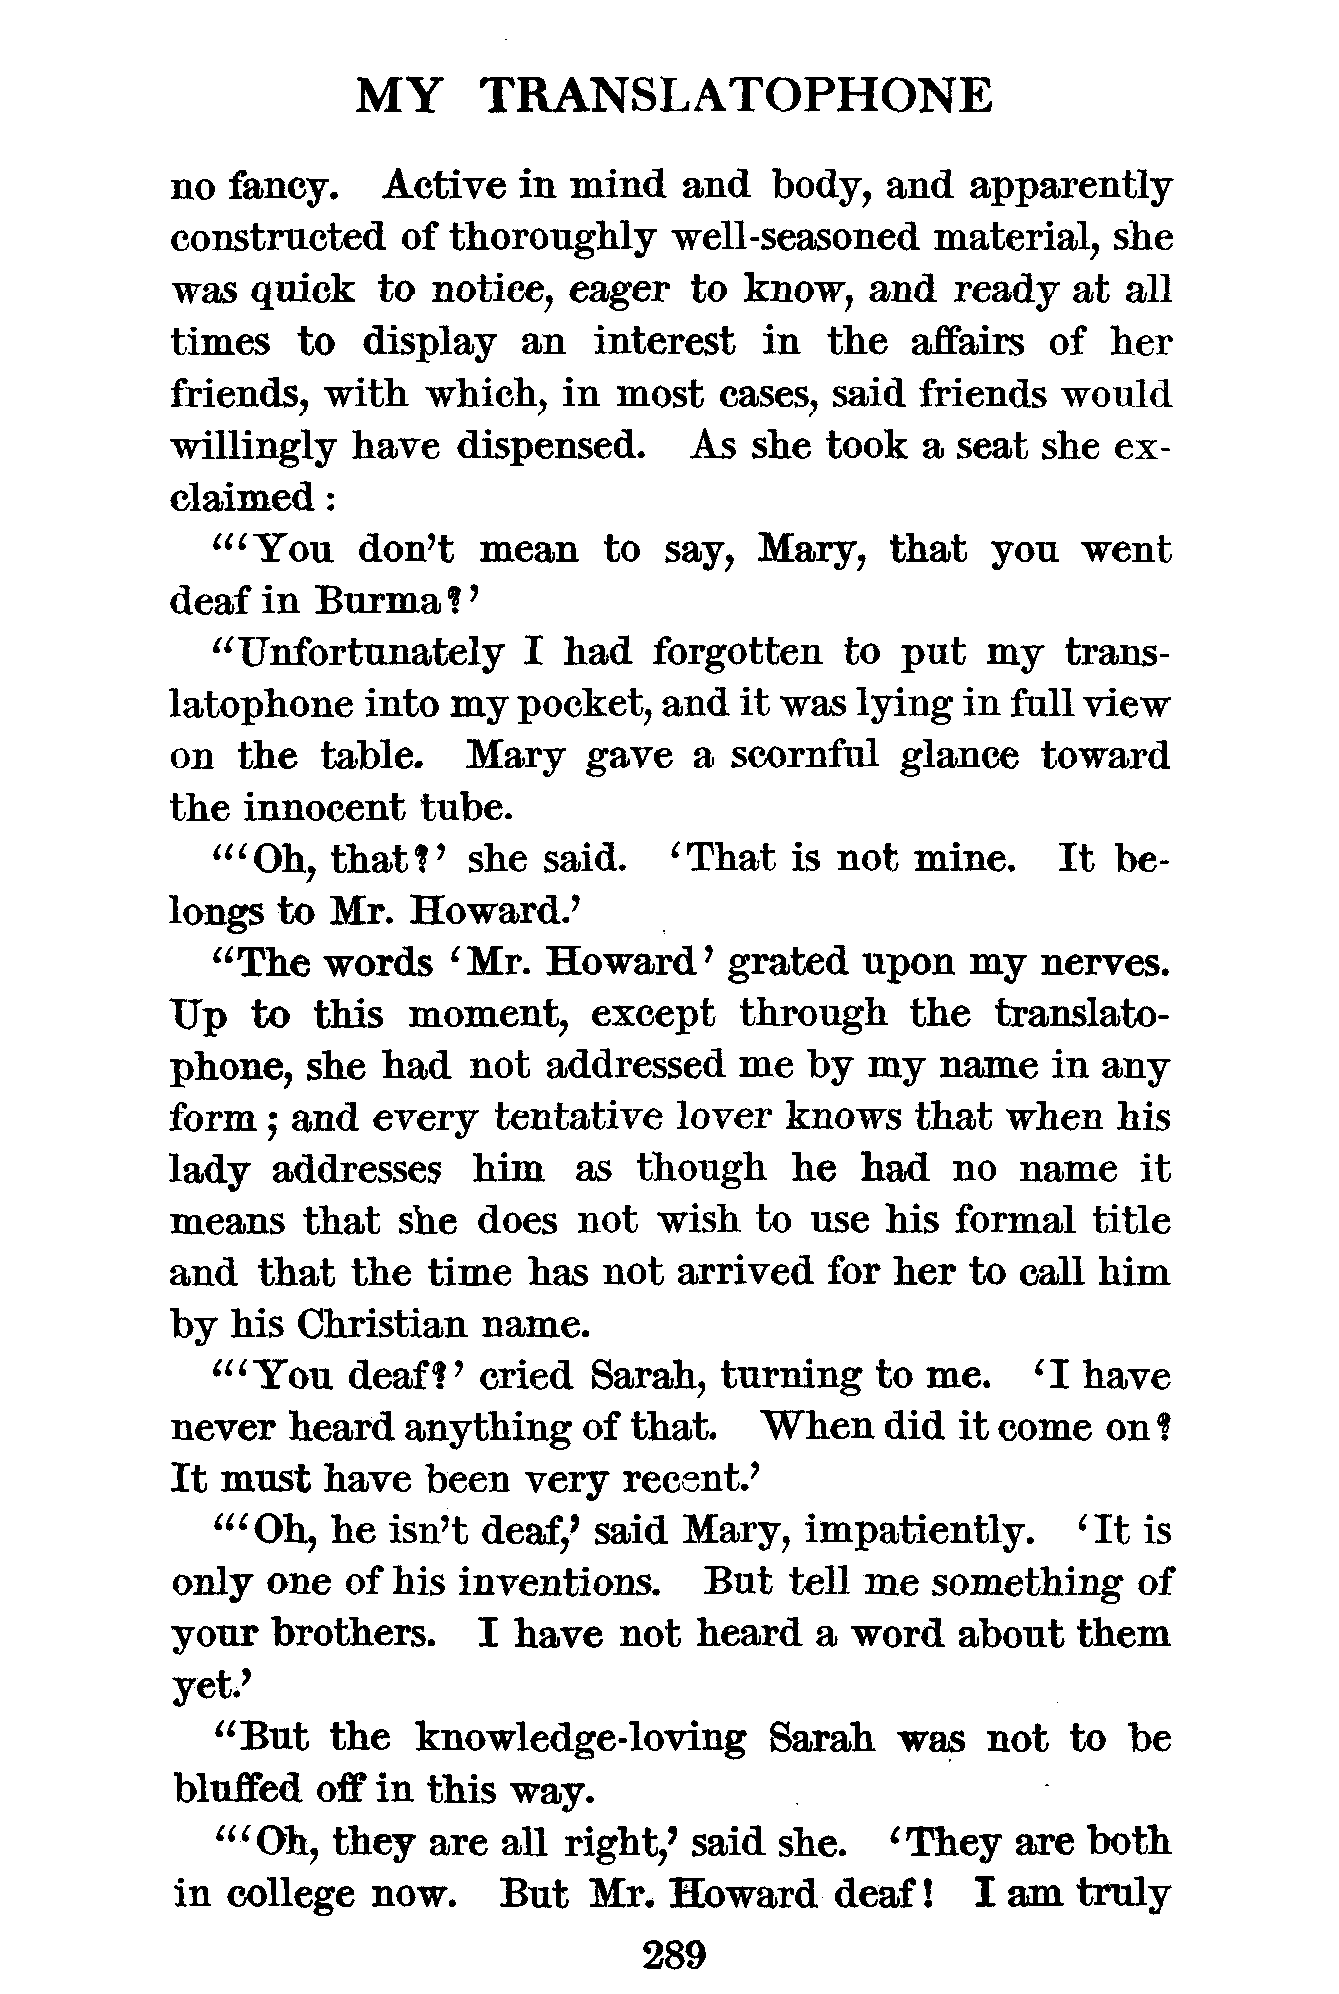 MY TRANSLATOPHONE
no fancy. Active in mind and body, and apparently
constructed of thoroughly well-seasoned material, she
was quick to notice, eager to know, and ready at all
times to display an interest in the affairs of her
friends, with which, in most cases, said friends would
willingly have dispensed. As she took a seat she ex-
claimed :
“‘You don’t mean to say, Mary, that you went
deaf in Burma?’
“Unfortunately I had forgotten to put my trans-
latophone into my pocket, and it was lying in full view
on the table. Mary gave a scornful glance toward
the innocent tube.
“‘Oh, that?’ she said. ‘That is not mine. It be-
longs to Mr. Howard.’
“The words ‘Mr. Howard’ grated upon my nerves.
Up to this moment, except through the translato-
phone, she had not addressed me by my name in any
form ; and every tentative lover knows that when his
lady addresses him as though he had no name it
means that she does not wish to use his formal title
and that the time has not arrived for her to call him
by his Christian name.
“‘You deaf?’ cried Sarah, turning to me. ‘I have
never heard anything of that. When did it come on?
It must have been very recent.’
“‘Oh, he isn’t deaf,’ said Mary, impatiently. ‘It is
only one of his inventions. But tell me something of
your brothers. I have not heard a word about them
yet.’
“But the knowledge-loving Sarah was not to be
bluffed off in this way.
“‘Oh, they are all right,’ said she. ‘They are both
in college now. But Mr. Howard deaf! I am truly
289